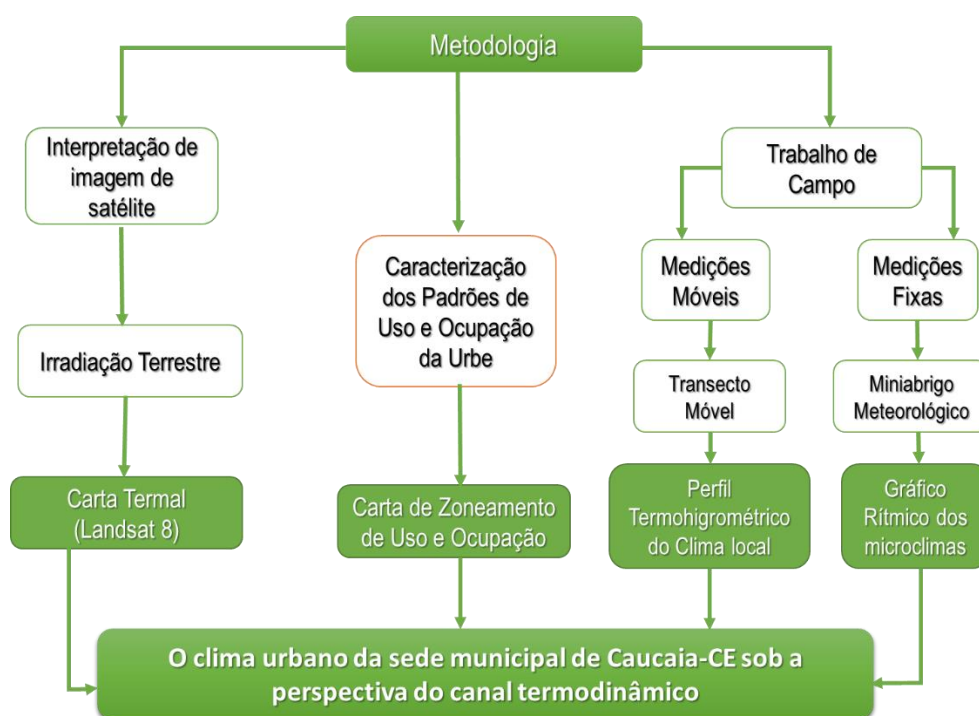 Metodologia
Interpretação de
imagem de
satélite
Trabalho de
Campo
Caracterização
dos Padrões de
Uso e Ocupação
da Urbe
Medições
Móveis
Medições
Fixas
Irradiação Terrestre
Transecto
Móvel
Miniabrigo
Meteorológico
Carta Termal
(Landsat 8)
Carta de Zoneamento
de Uso e Ocupação
Perfil
Termohigrométrico
do Clima local
Gráfico
Rítmico dos
microclimas
O clima urbano da sede municipal de Caucaia-CE sob a
perspectiva do canal termodinâmico